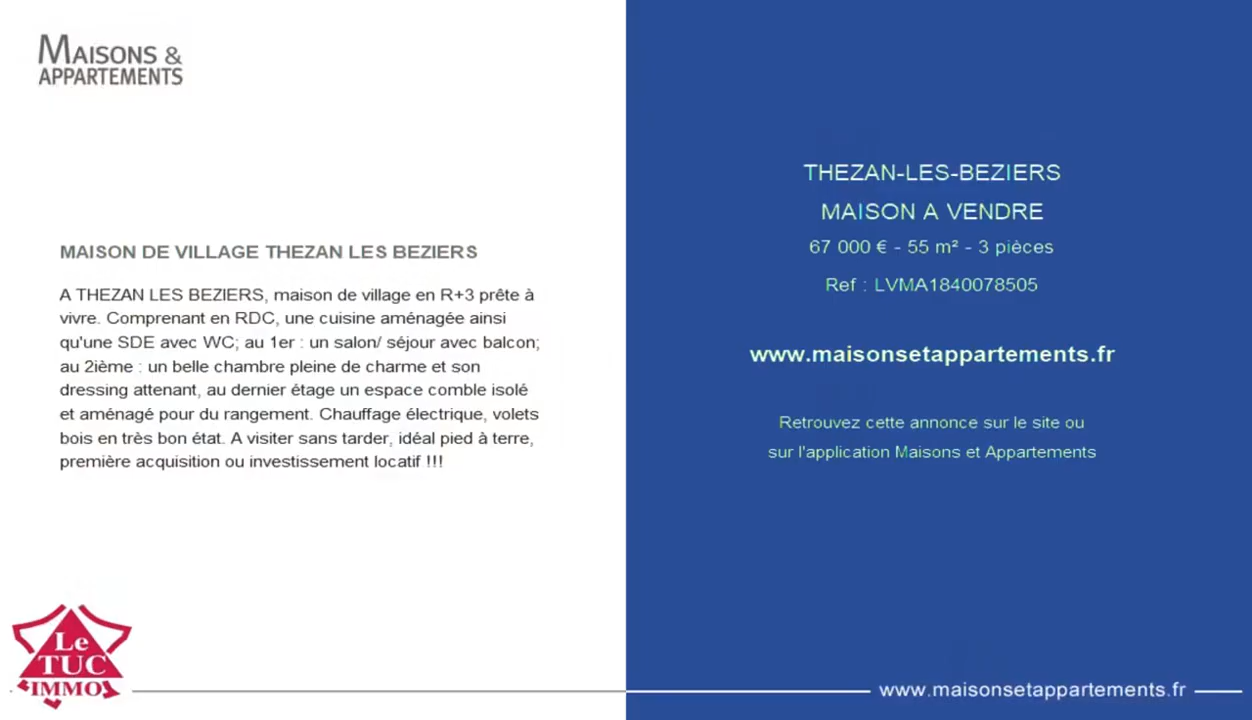 MAISONS &
APPARTEMENTS
MAISON DE VILLAGE THEZAN LES BEZIERS
A THEZAN LES BEZIERS, maison de village en R+3 prête à
vivre. Comprenant en RDC, une cuisine aménagée ainsi
qu'une SDE avec WC; au 1er : un salon/ séjour avec balcon;
au 2ième : un belle chambre pleine de charme et son
dressing attenant, au dernier étage un espace comble isolé
et aménagé pour du rangement. Chauffage électrique, volets
bois en très bon état. A visiter sans tarder, idéal pied à terre,
première acquisition ou investissement locatif !!!
Le
TUC
IMMO
THEZAN-LES-BEZIERS
MAISON A VENDRE
67 000 € - 55 m² - 3 pièces
Ref : LVMA1840078505
www.maisonsetappartements.fr
Retrouvez cette annonce sur le site ou
sur l'application Maisons et Appartements
www.maisonsetappartements.fr